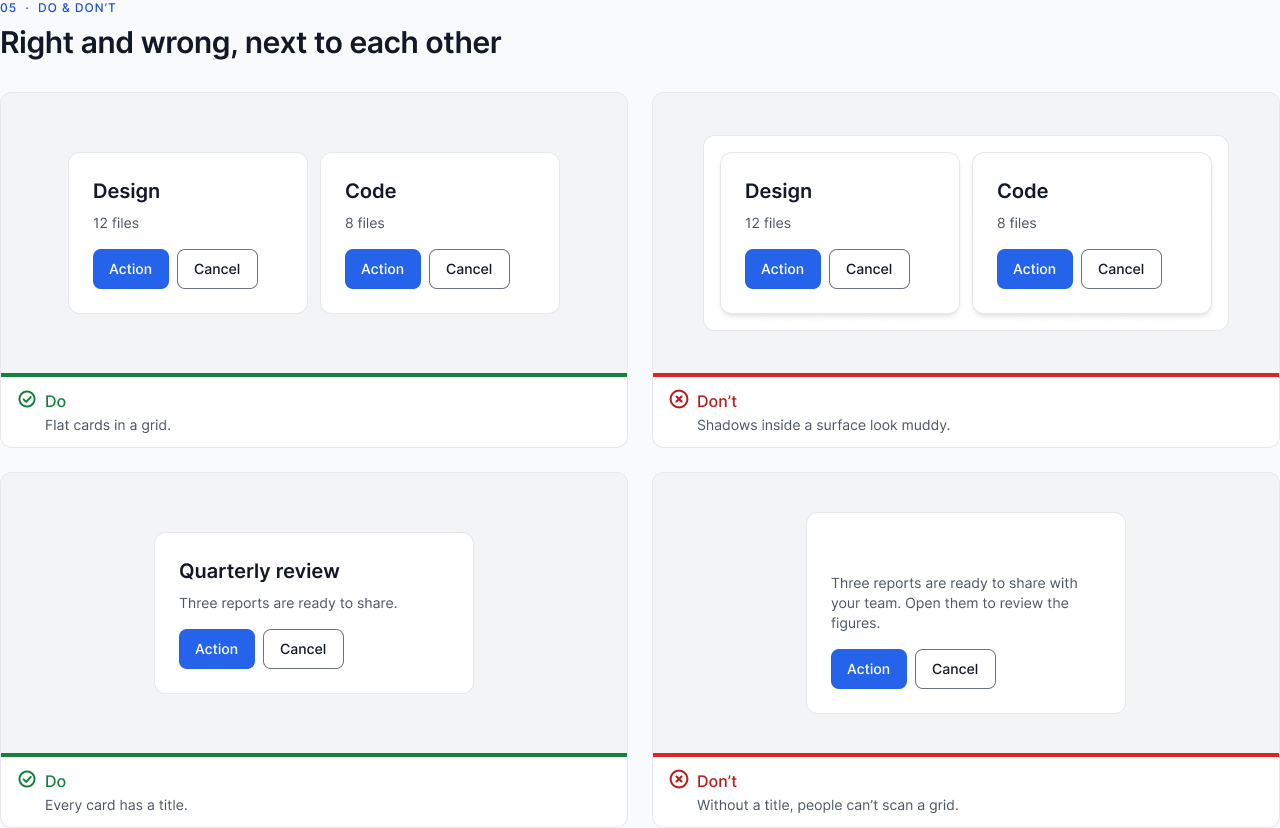 05 · DO & DON’T
Right and wrong, next to each other
Design
12 files
Action
Cancel
Code
8 files
Action
Cancel
Do
Flat cards in a grid.
Design
12 files
Action
Cancel
Code
8 files
Action
Cancel
Don’t
Shadows inside a surface look muddy.
Quarterly review
Three reports are ready to share.
Action
Cancel
Do
Every card has a title.
Three reports are ready to share with
your team. Open them to review the
figures.
Action
Cancel
Don’t
Without a title, people can’t scan a grid.